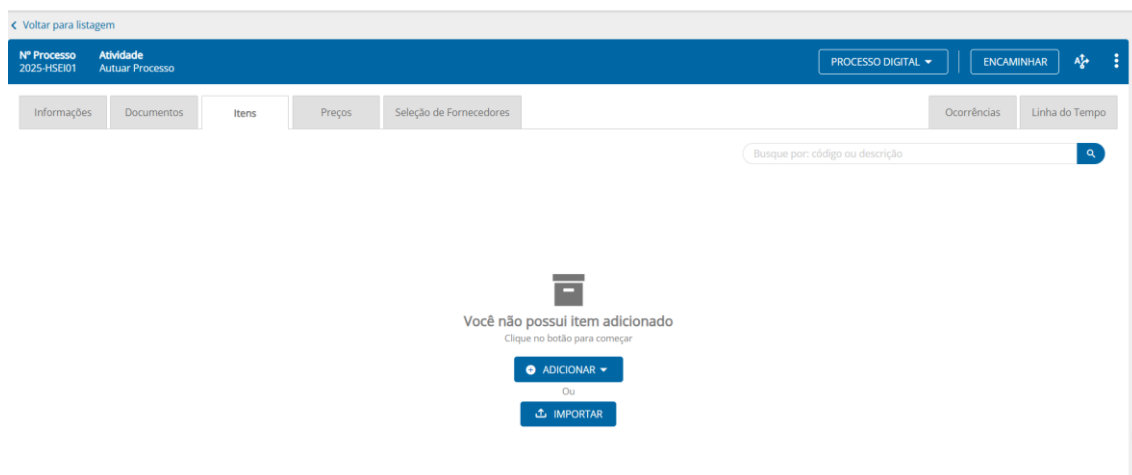 Voltar para listagem
Nº Processo Atividade
2025-HSEI01 Autuar Processo
PROCESSO DIGITAL ENCAMINHAR
Informações Documentos Itens Preços Seleção de Fornecedores Ocorrências Linha do Tempo
Busque por: código ou descrição
Você não possui item adicionado
Clique no botão para começar
ADICIONAR
Ou
IMPORTAR